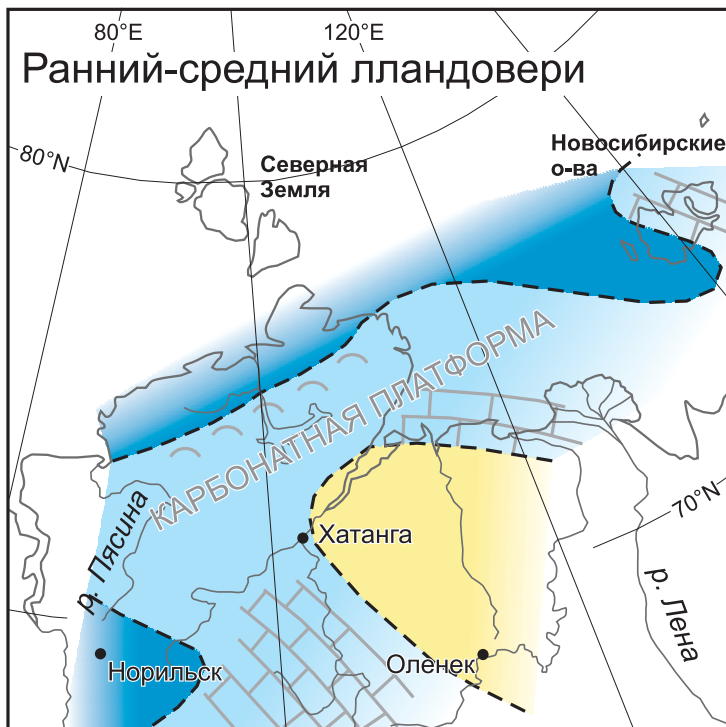 80°E
120°E
Ранний-средний лландовери
80°N
Северная
Земля
Новосибирские
о-ва
КАРБОНАТНАЯ ПЛАТФОРМА
70°N
р. Пясина
Хатанга
р. Лена
Норильск
Оленек